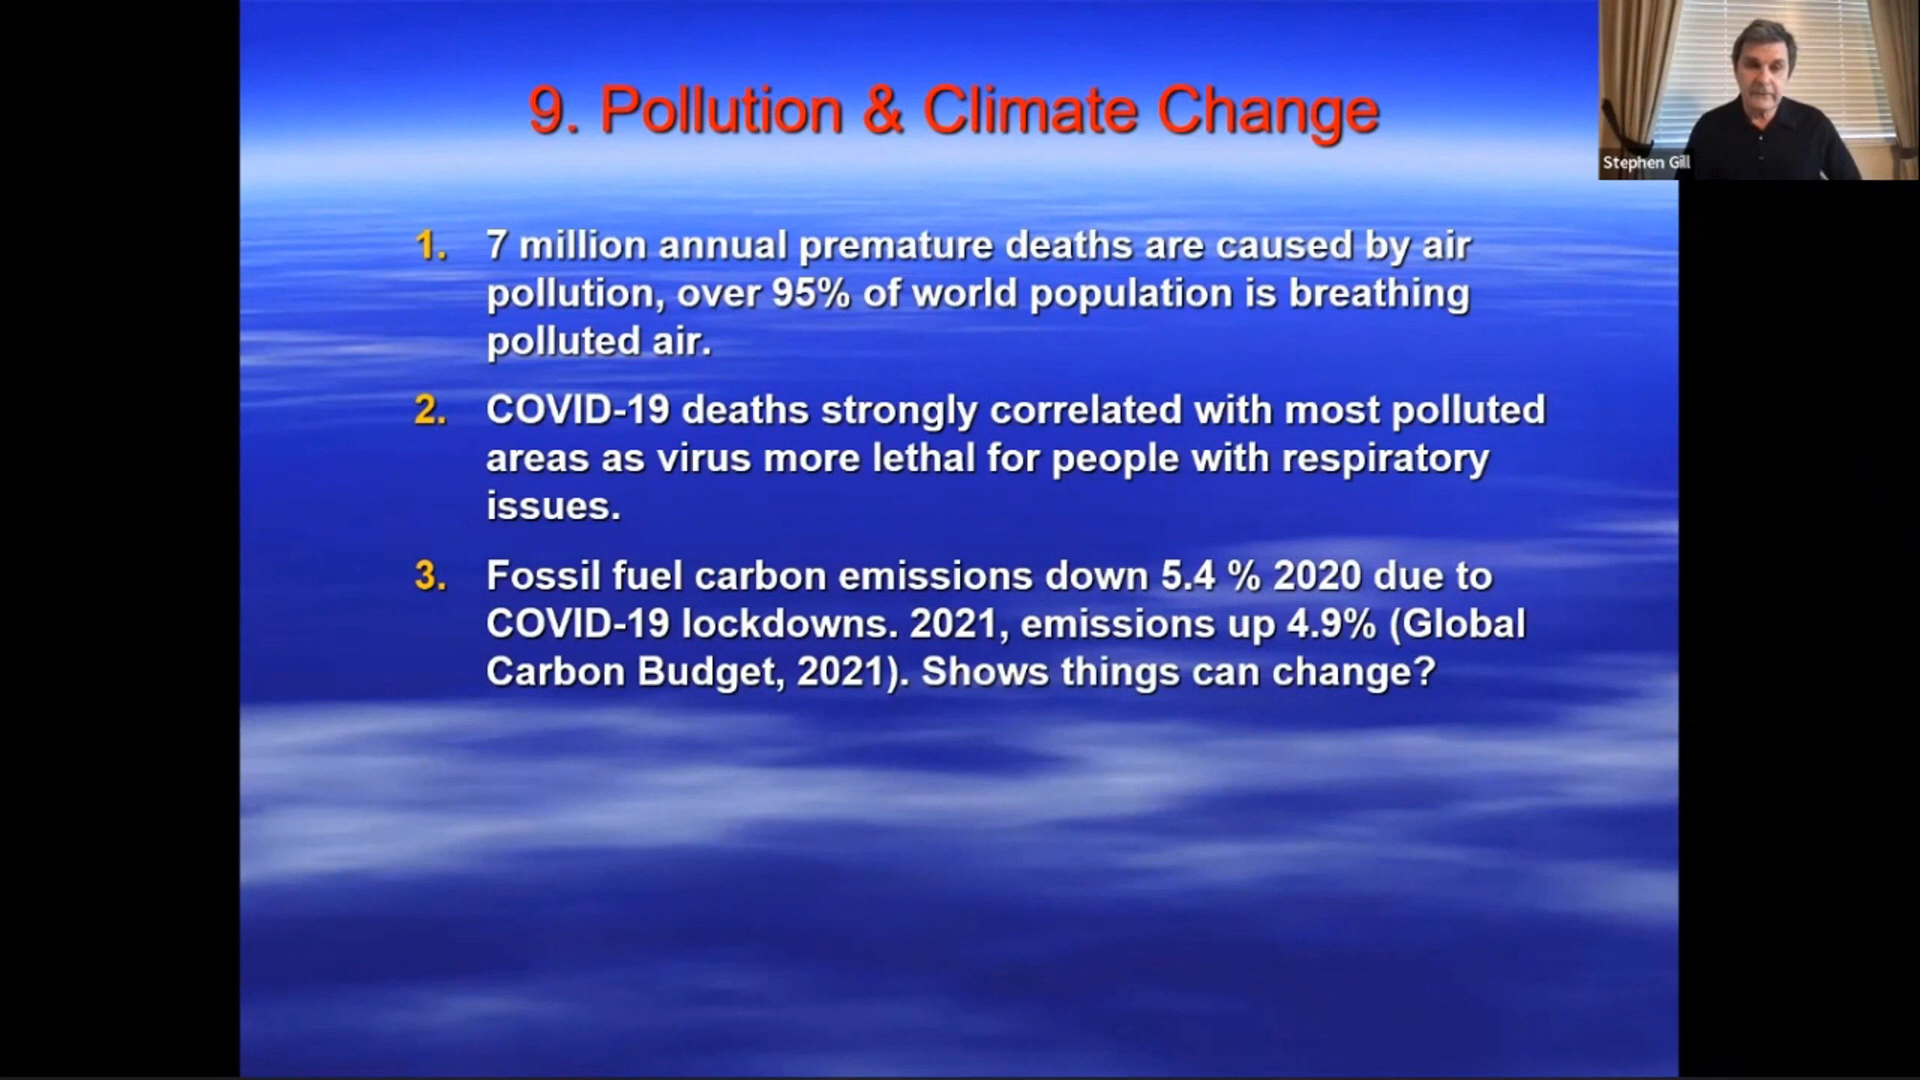 9. Pollution & Climate Change
Stephen Gill
1. 7 million annual premature deaths are caused by air
pollution, over 95% of world population is breathing
polluted air.
2. COVID-19 deaths strongly correlated with most polluted
areas as virus more lethal for people with respiratory
issues.
3. Fossil fuel carbon emissions down 5.4 % 2020 due to
COVID-19 lockdowns. 2021, emissions up 4.9% (Global
Carbon Budget, 2021). Shows things can change?